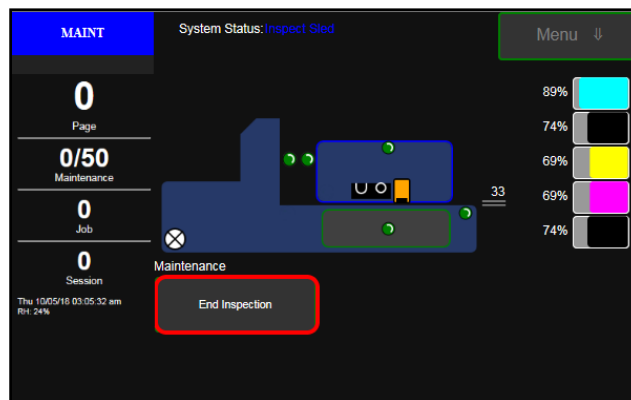 MAINT
System Status: Inspect Sled
Menu ⇓
0
Page
0/50
Maintenance
0
Job
0
Session
Thu 10/05/18 03:05:32 am
RH: 24%
89%
74%
69%
69%
74%
33
Maintenance
End Inspection